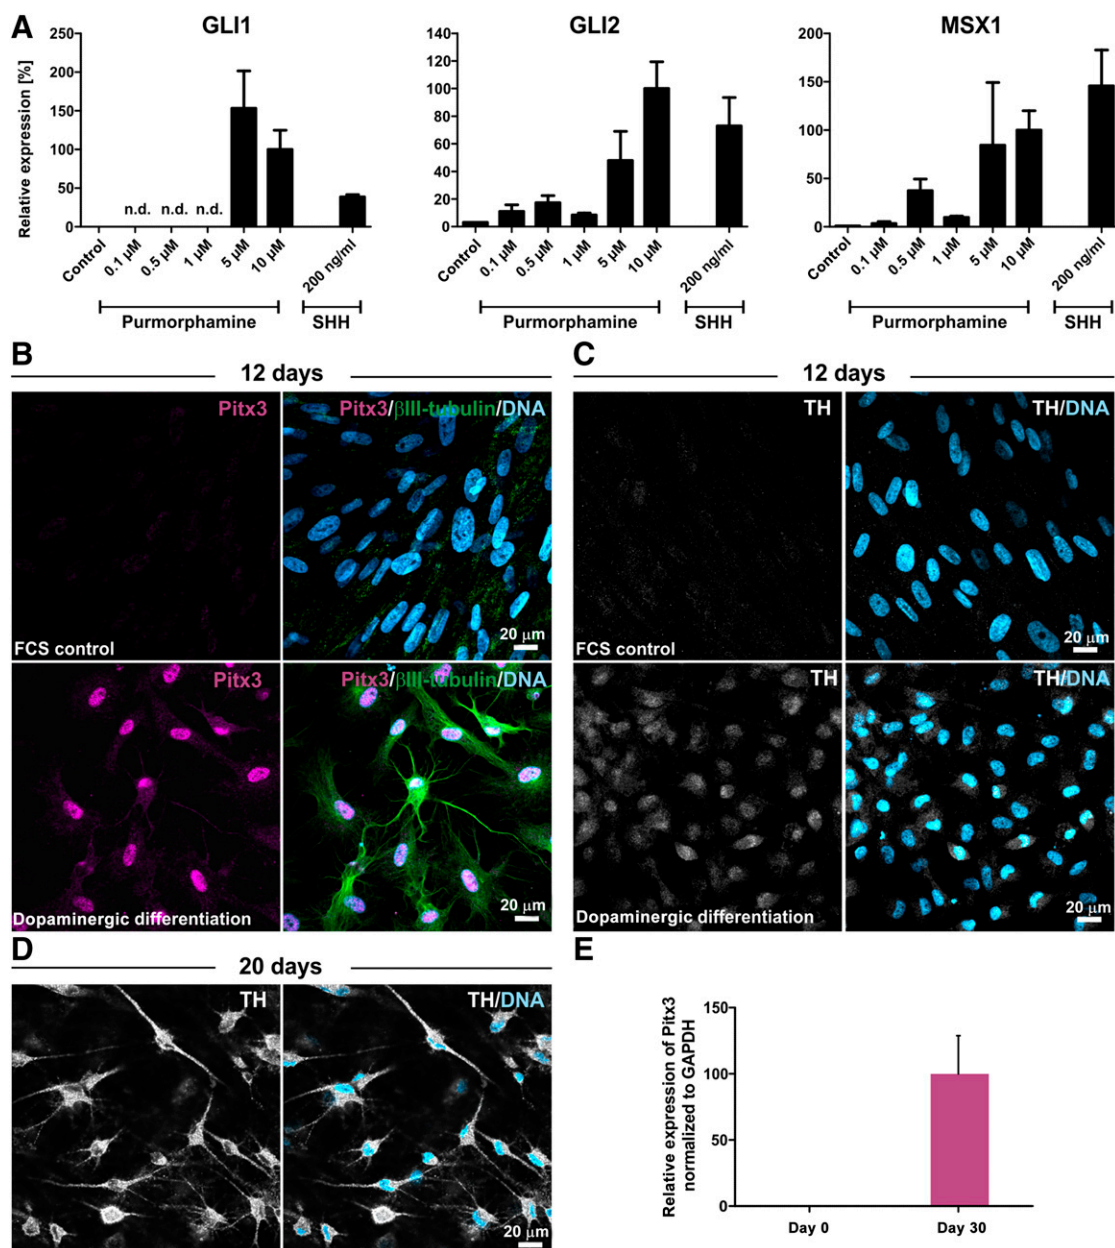 A
GLI1
GLI2
MSX1
Relative expression [%]
250
200
150
100
50
0
n.d. n.d. n.d.
Control
0.1 µM
0.5 µM
1 µM
5 µM
10 µM
200 ng/ml
Purmorphamine
SHH
140
120
100
80
60
40
20
0
Control
0.1 µM
0.5 µM
1 µM
5 µM
10 µM
200 ng/ml
Purmorphamine
SHH
200
150
100
50
0
Control
0.1 µM
0.5 µM
1 µM
5 µM
10 µM
200 ng/ml
Purmorphamine
SHH
B
12 days
Pitx3
Pitx3/βIII-tubulin/DNA
FCS control
20 µm
Pitx3
Pitx3/βIII-tubulin/DNA
Dopaminergic differentiation
20 µm
C
12 days
TH
TH/DNA
FCS control
20 µm
TH
TH/DNA
Dopaminergic differentiation
20 µm
D
20 days
TH
TH/DNA
20 µm
E
Relative expression of Pitx3
normalized to GAPDH
150
100
50
0
Day 0
Day 30